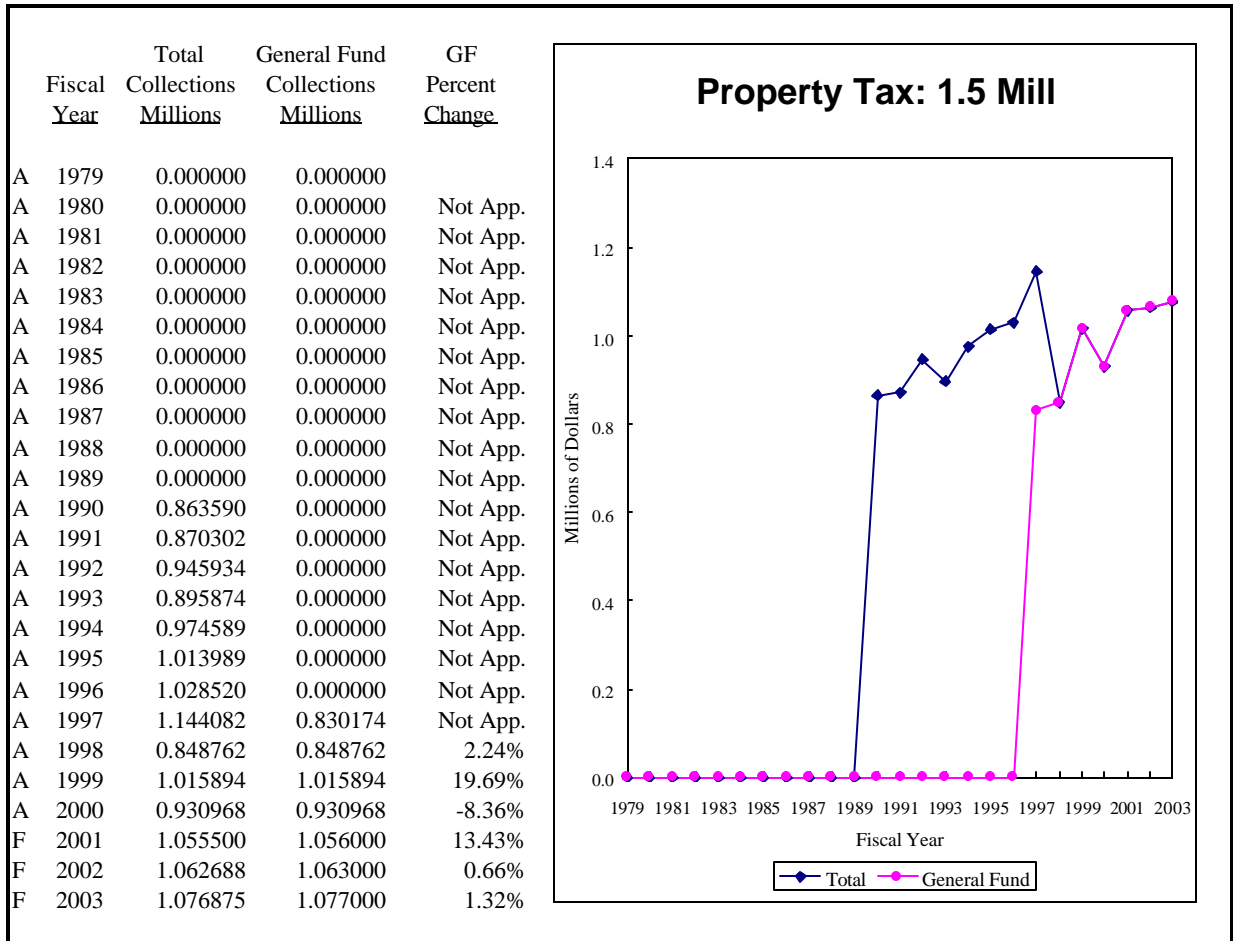 Total General Fund GF
Fiscal Collections Collections Percent
Year Millions Millions Change
A 1979 0.000000 0.000000
A 1980 0.000000 0.000000 Not App.
A 1981 0.000000 0.000000 Not App.
A 1982 0.000000 0.000000 Not App.
A 1983 0.000000 0.000000 Not App.
A 1984 0.000000 0.000000 Not App.
A 1985 0.000000 0.000000 Not App.
A 1986 0.000000 0.000000 Not App.
A 1987 0.000000 0.000000 Not App.
A 1988 0.000000 0.000000 Not App.
A 1989 0.000000 0.000000 Not App.
A 1990 0.863590 0.000000 Not App.
A 1991 0.870302 0.000000 Not App.
A 1992 0.945934 0.000000 Not App.
A 1993 0.895874 0.000000 Not App.
A 1994 0.974589 0.000000 Not App.
A 1995 1.013989 0.000000 Not App.
A 1996 1.028520 0.000000 Not App.
A 1997 1.144082 0.830174 Not App.
A 1998 0.848762 0.848762 2.24%
A 1999 1.015894 1.015894 19.69%
A 2000 0.930968 0.930968 -8.36%
F 2001 1.055500 1.056000 13.43%
F 2002 1.062688 1.063000 0.66%
F 2003 1.076875 1.077000 1.32%
Property Tax: 1.5 Mill
1.4
1.2
1.0
0.8
0.6
0.4
0.2
0.0
Millions of Dollars
1979 1981 1983 1985 1987 1989 1991 1993 1995 1997 1999 2001 2003
Fiscal Year
Total General Fund